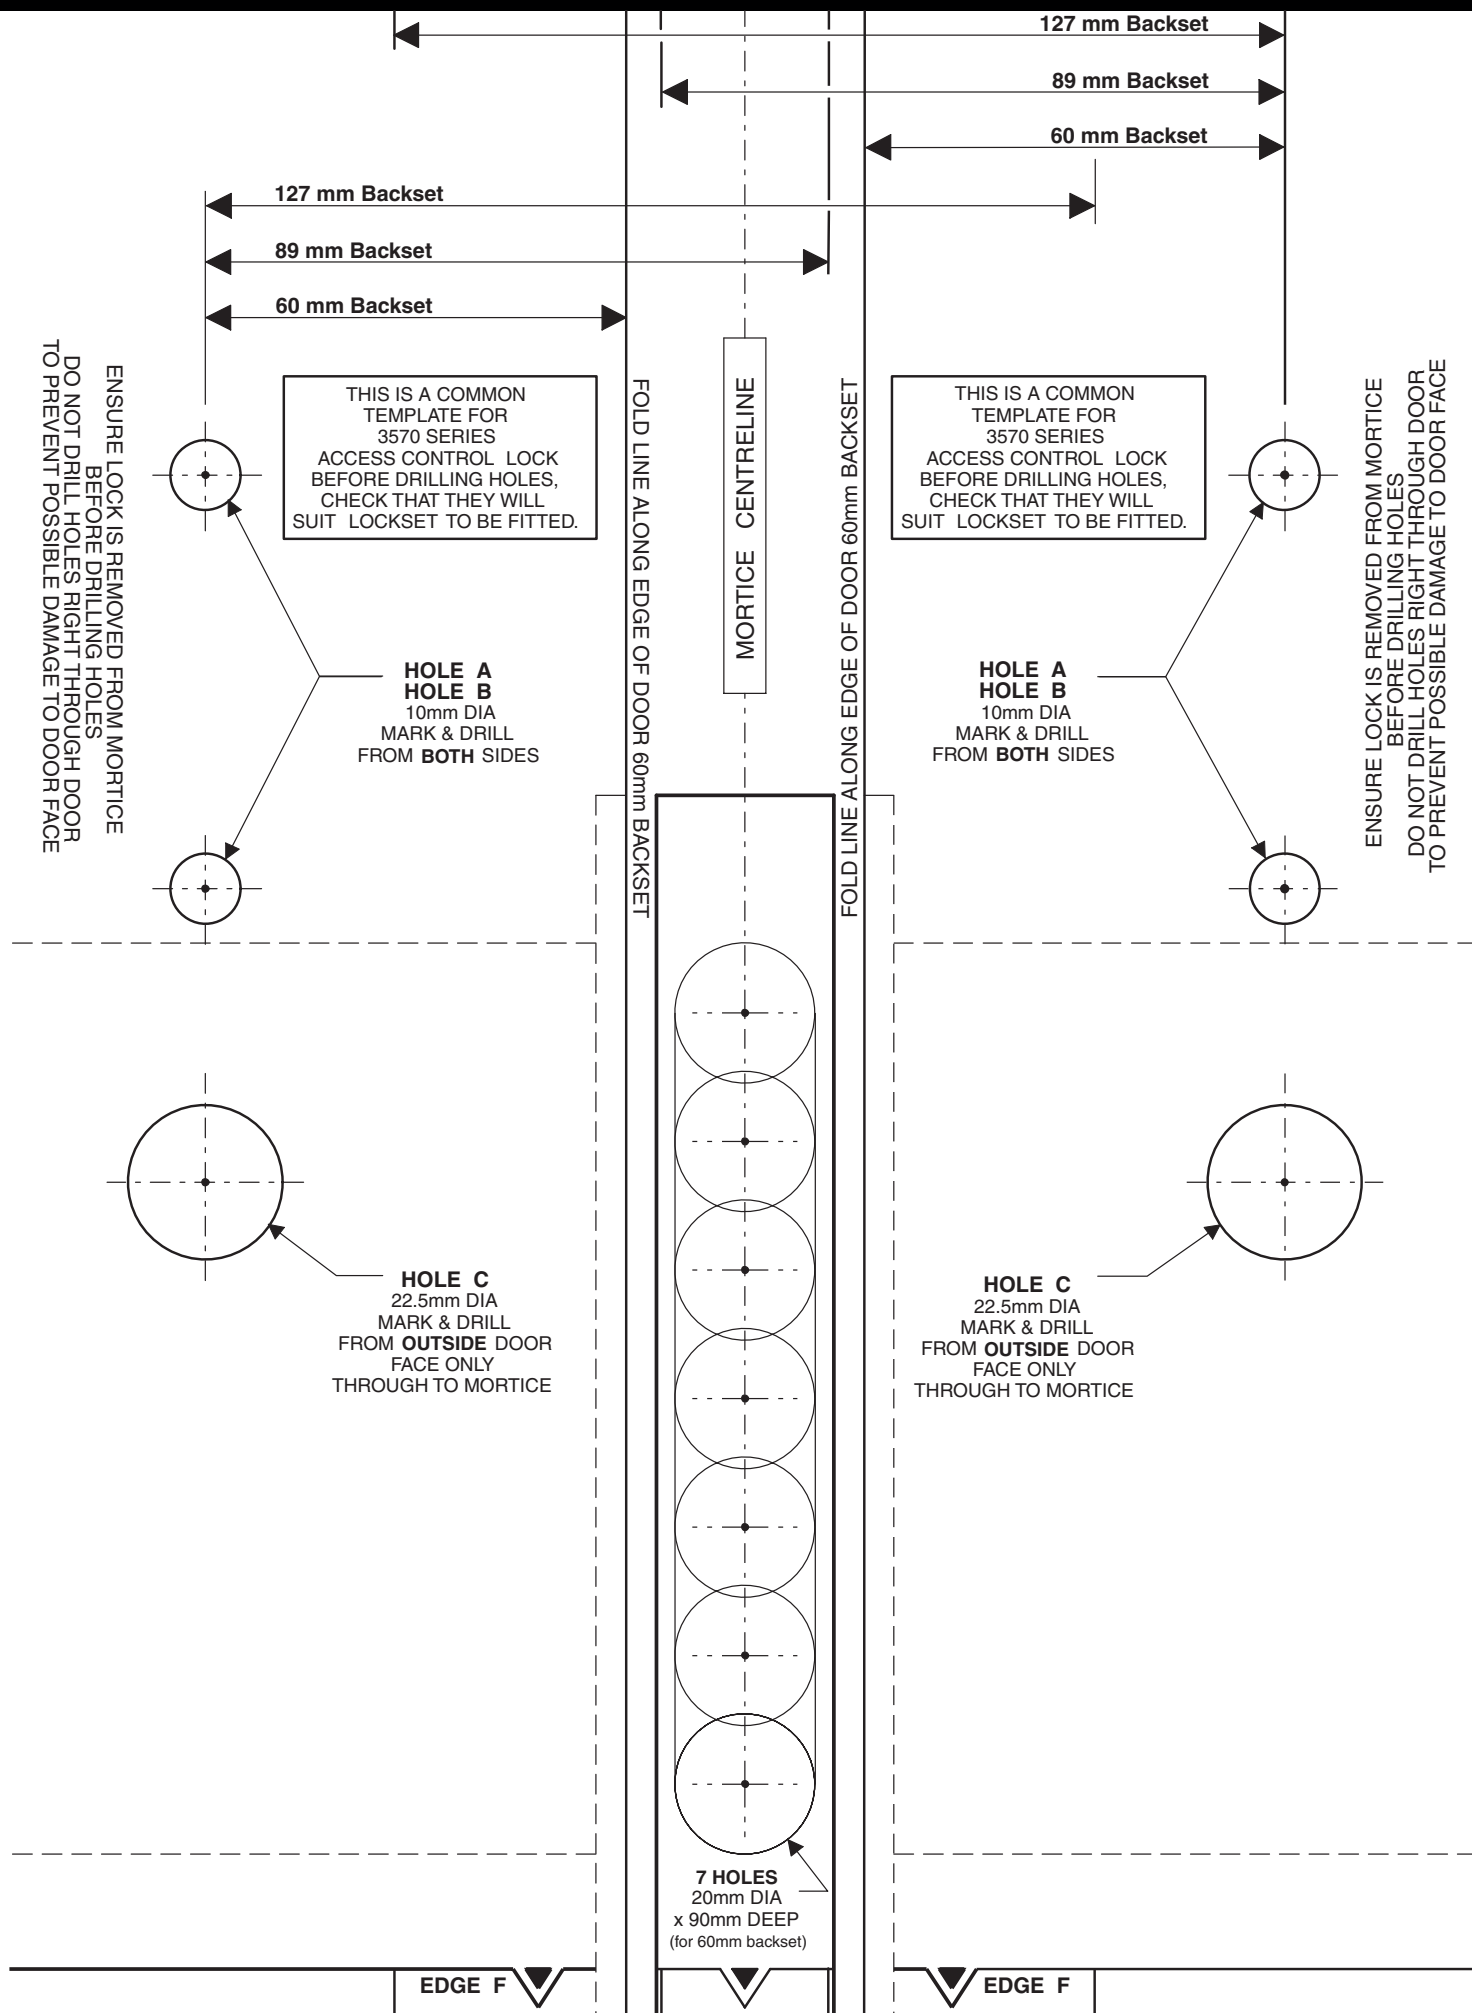 127 mm Backset
89 mm Backset
60 mm Backset
127 mm Backset
89 mm Backset
60 mm Backset
ENSURE LOCK IS REMOVED FROM MORTICE
BEFORE DRILLING HOLES
DO NOT DRILL HOLES RIGHT THROUGH DOOR
TO PREVENT POSSIBLE DAMAGE TO DOOR FACE
THIS IS A COMMON
TEMPLATE FOR
3570 SERIES
ACCESS CONTROL LOCK
BEFORE DRILLING HOLES,
CHECK THAT THEY WILL
SUIT LOCKSET TO BE FITTED.
FOLD LINE ALONG EDGE OF DOOR 60mm BACKSET
MORTICE CENTRELINE
FOLD LINE ALONG EDGE OF DOOR 60mm BACKSET
THIS IS A COMMON
TEMPLATE FOR
3570 SERIES
ACCESS CONTROL LOCK
BEFORE DRILLING HOLES,
CHECK THAT THEY WILL
SUIT LOCKSET TO BE FITTED.
ENSURE LOCK IS REMOVED FROM MORTICE
BEFORE DRILLING HOLES
DO NOT DRILL HOLES RIGHT THROUGH DOOR
TO PREVENT POSSIBLE DAMAGE TO DOOR FACE
HOLE A
HOLE B
10mm DIA
MARK & DRILL
FROM BOTH SIDES
HOLE A
HOLE B
10mm DIA
MARK & DRILL
FROM BOTH SIDES
HOLE C
22.5mm DIA
MARK & DRILL
FROM OUTSIDE DOOR
FACE ONLY
THROUGH TO MORTICE
HOLE C
22.5mm DIA
MARK & DRILL
FROM OUTSIDE DOOR
FACE ONLY
THROUGH TO MORTICE
7 HOLES
20mm DIA
x 90mm DEEP
(for 60mm backset)
EDGE F
EDGE F